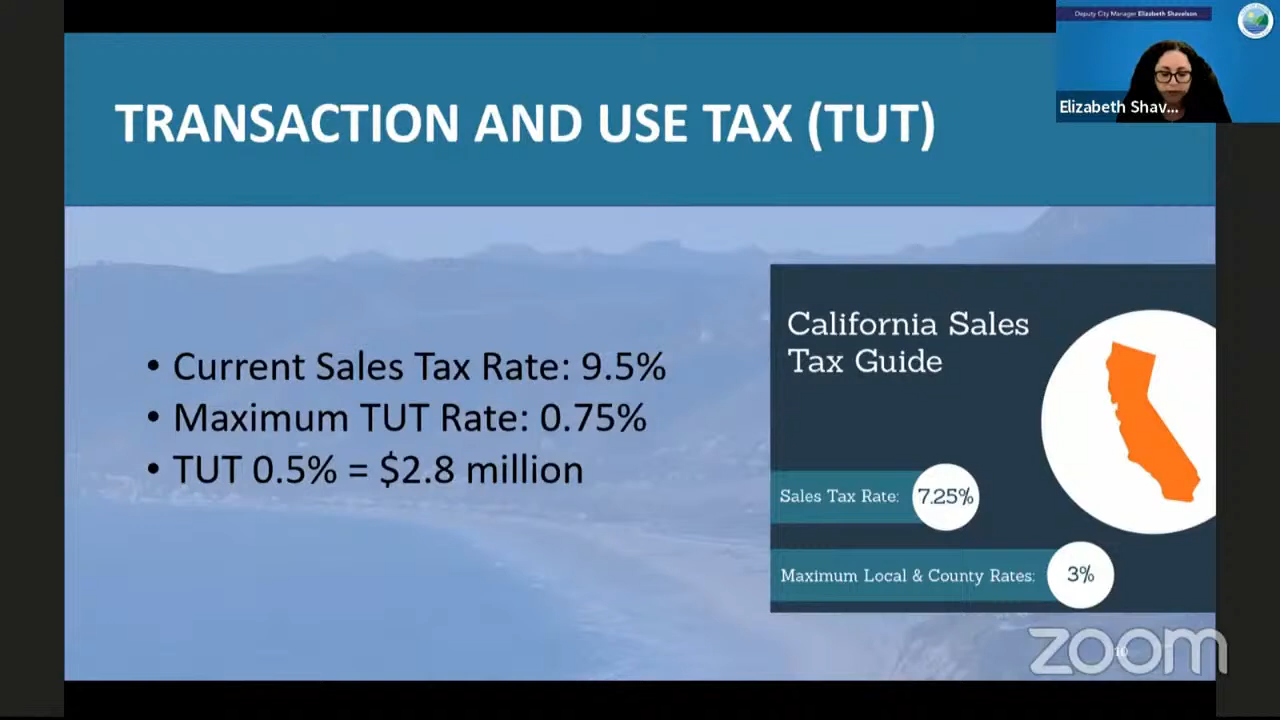 Deputy City Manager Elizabeth Shavelson
Elizabeth Shav...
TRANSACTION AND USE TAX (TUT)
• Current Sales Tax Rate: 9.5%
• Maximum TUT Rate: 0.75%
• TUT 0.5% = $2.8 million
California Sales
Tax Guide
Sales Tax Rate: 7.25%
Maximum Local & County Rates: 3%
zoom
10